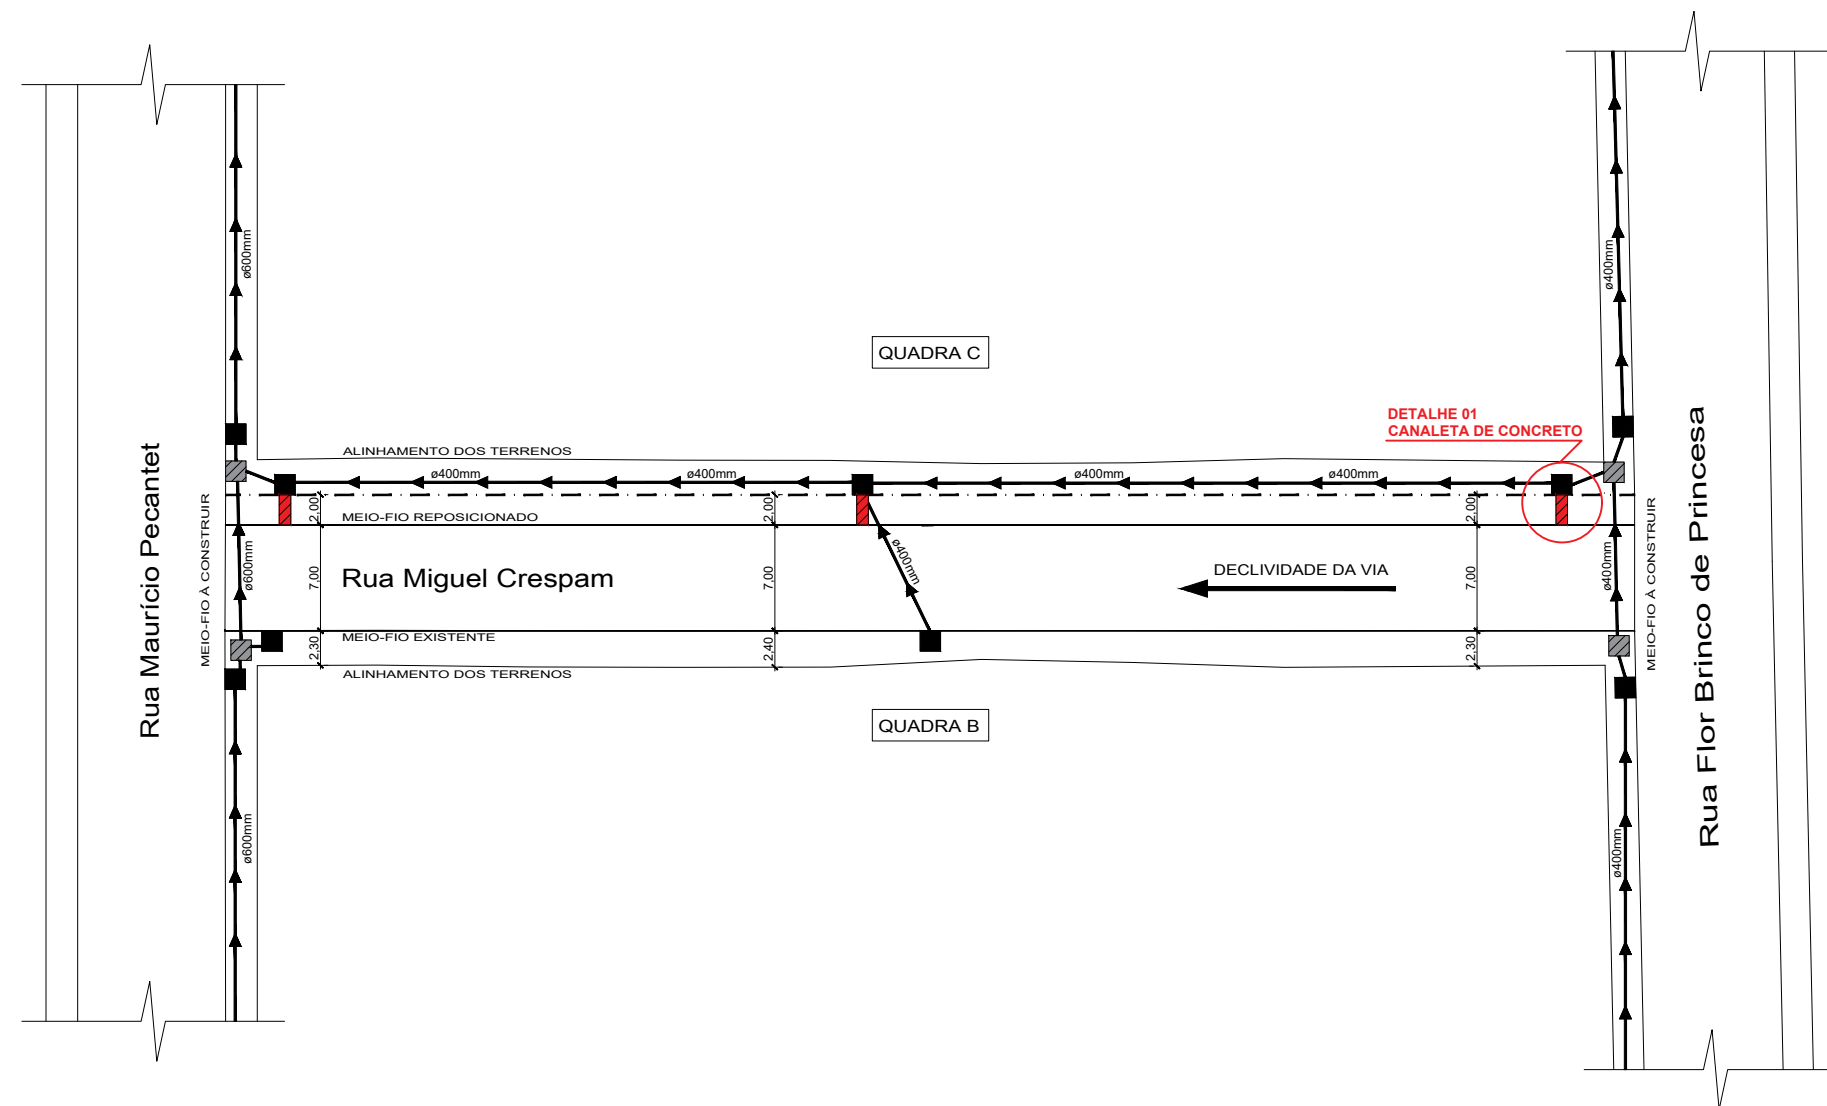 ø600mm
ø400mm
QUADRA C
DETALHE 01
CANALETA DE CONCRETO
ALINHAMENTO DOS TERRENOS
ø400mm
ø400mm
ø400mm
ø400mm
2,00
2,00
2,00
MEIO-FIO REPOSICIONADO
Rua Maurício Pecantet
MEIO-FIO À CONSTRUIR
ø600mm
7,00
Rua Miguel Crespam
7,00
ø400mm
DECLIVIDADE DA VIA
7,00
ø400mm
MEIO-FIO À CONSTRUIR
Rua Flor Brinco de Princesa
MEIO-FIO EXISTENTE
2,30
2,40
2,30
ALINHAMENTO DOS TERRENOS
QUADRA B
ø600mm
ø400mm